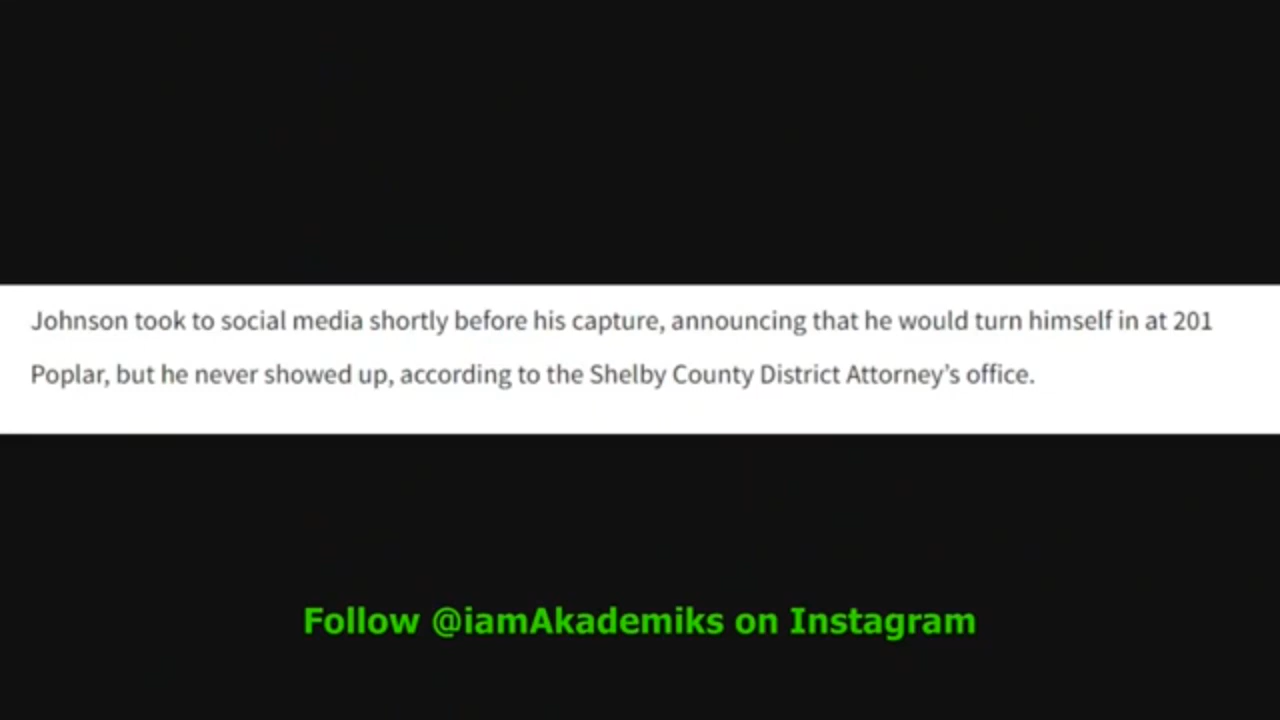 Johnson took to social media shortly before his capture, announcing that he would turn himself in at 201
Poplar, but he never showed up, according to the Shelby County District Attorney’s office.
Follow @iamAkademiks on Instagram